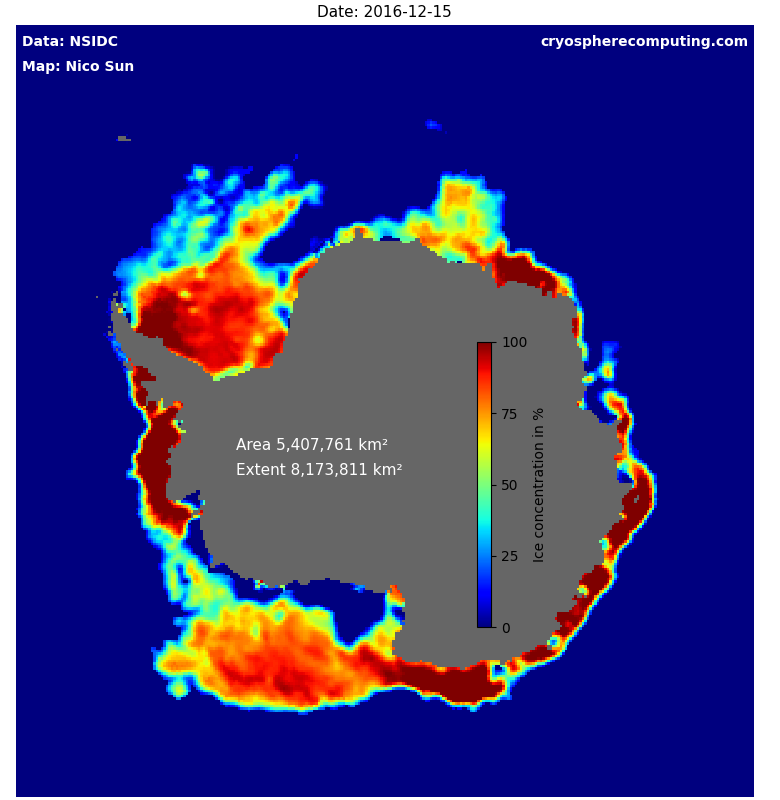 Date: 2016-12-15
Data: NSIDC
cryospherecomputing.com
Map: Nico Sun
100
75
50
25
0
Ice concentration in %
Area 5,407,761 km²
Extent 8,173,811 km²